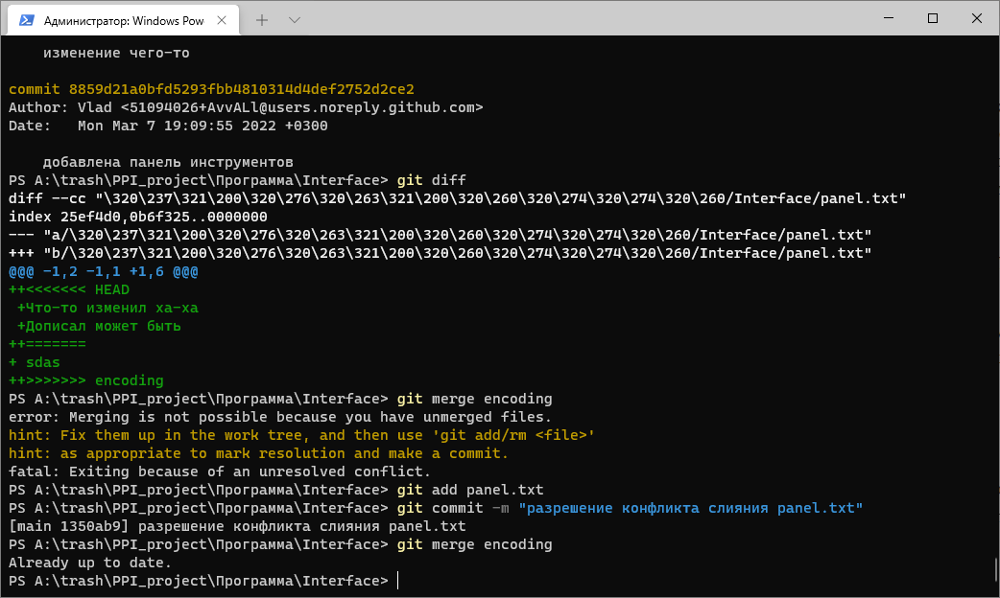 Администратор: Windows Pow
изменение чего-то
commit 8859d21a0bfd5293fbb4810314d4def2752d2ce2
Author: Vlad <51094026+AvvALl@users.noreply.github.com>
Date:   Mon Mar 7 19:09:55 2022 +0300
добавлена панель инструментов
PS A:\trash\PPI_project\Программа\Interface> git diff
diff --cc "\320\237\321\200\320\276\320\263\321\200\320\260\320\274\320\274\320\260/Interface/panel.txt"
index 25ef4d0,0b6f325..0000000
--- "a/\320\237\321\200\320\276\320\263\321\200\320\260\320\274\320\274\320\260/Interface/panel.txt"
+++ "b/\320\237\321\200\320\276\320\263\321\200\320\260\320\274\320\274\320\260/Interface/panel.txt"
@@@ -1,2 -1,1 +1,6 @@@
++<<<<<<< HEAD
 +Что-то изменил ха-ха
 +Дописал может быть
++=======
+ sdas
++>>>>>>> encoding
PS A:\trash\PPI_project\Программа\Interface> git merge encoding
error: Merging is not possible because you have unmerged files.
hint: Fix them up in the work tree, and then use 'git add/rm <file>'
hint: as appropriate to mark resolution and make a commit.
fatal: Exiting because of an unresolved conflict.
PS A:\trash\PPI_project\Программа\Interface> git add panel.txt
PS A:\trash\PPI_project\Программа\Interface> git commit -m "разрешение конфликта слияния panel.txt"
[main 1350ab9] разрешение конфликта слияния panel.txt
PS A:\trash\PPI_project\Программа\Interface> git merge encoding
Already up to date.
PS A:\trash\PPI_project\Программа\Interface>